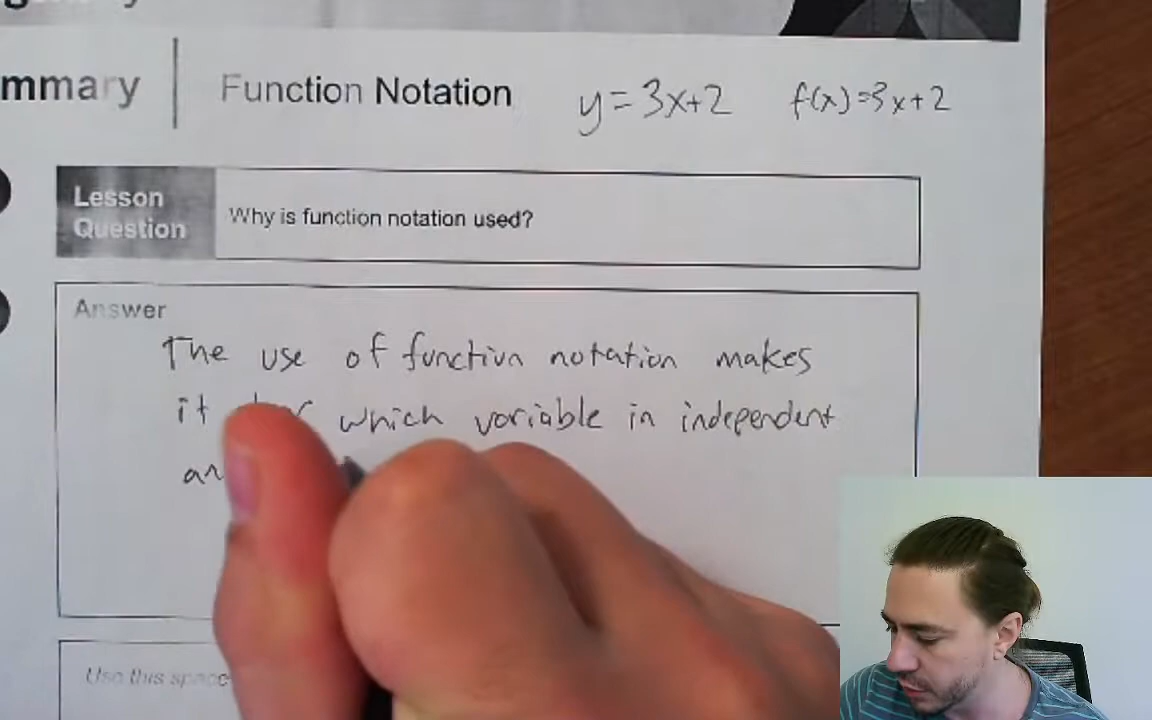 Function Notation y=3x+2 f(x)=3x+2
Lesson
Question
Why is function notation used?
Answer
The use of function notation makes
it which variable in independent
Use this space